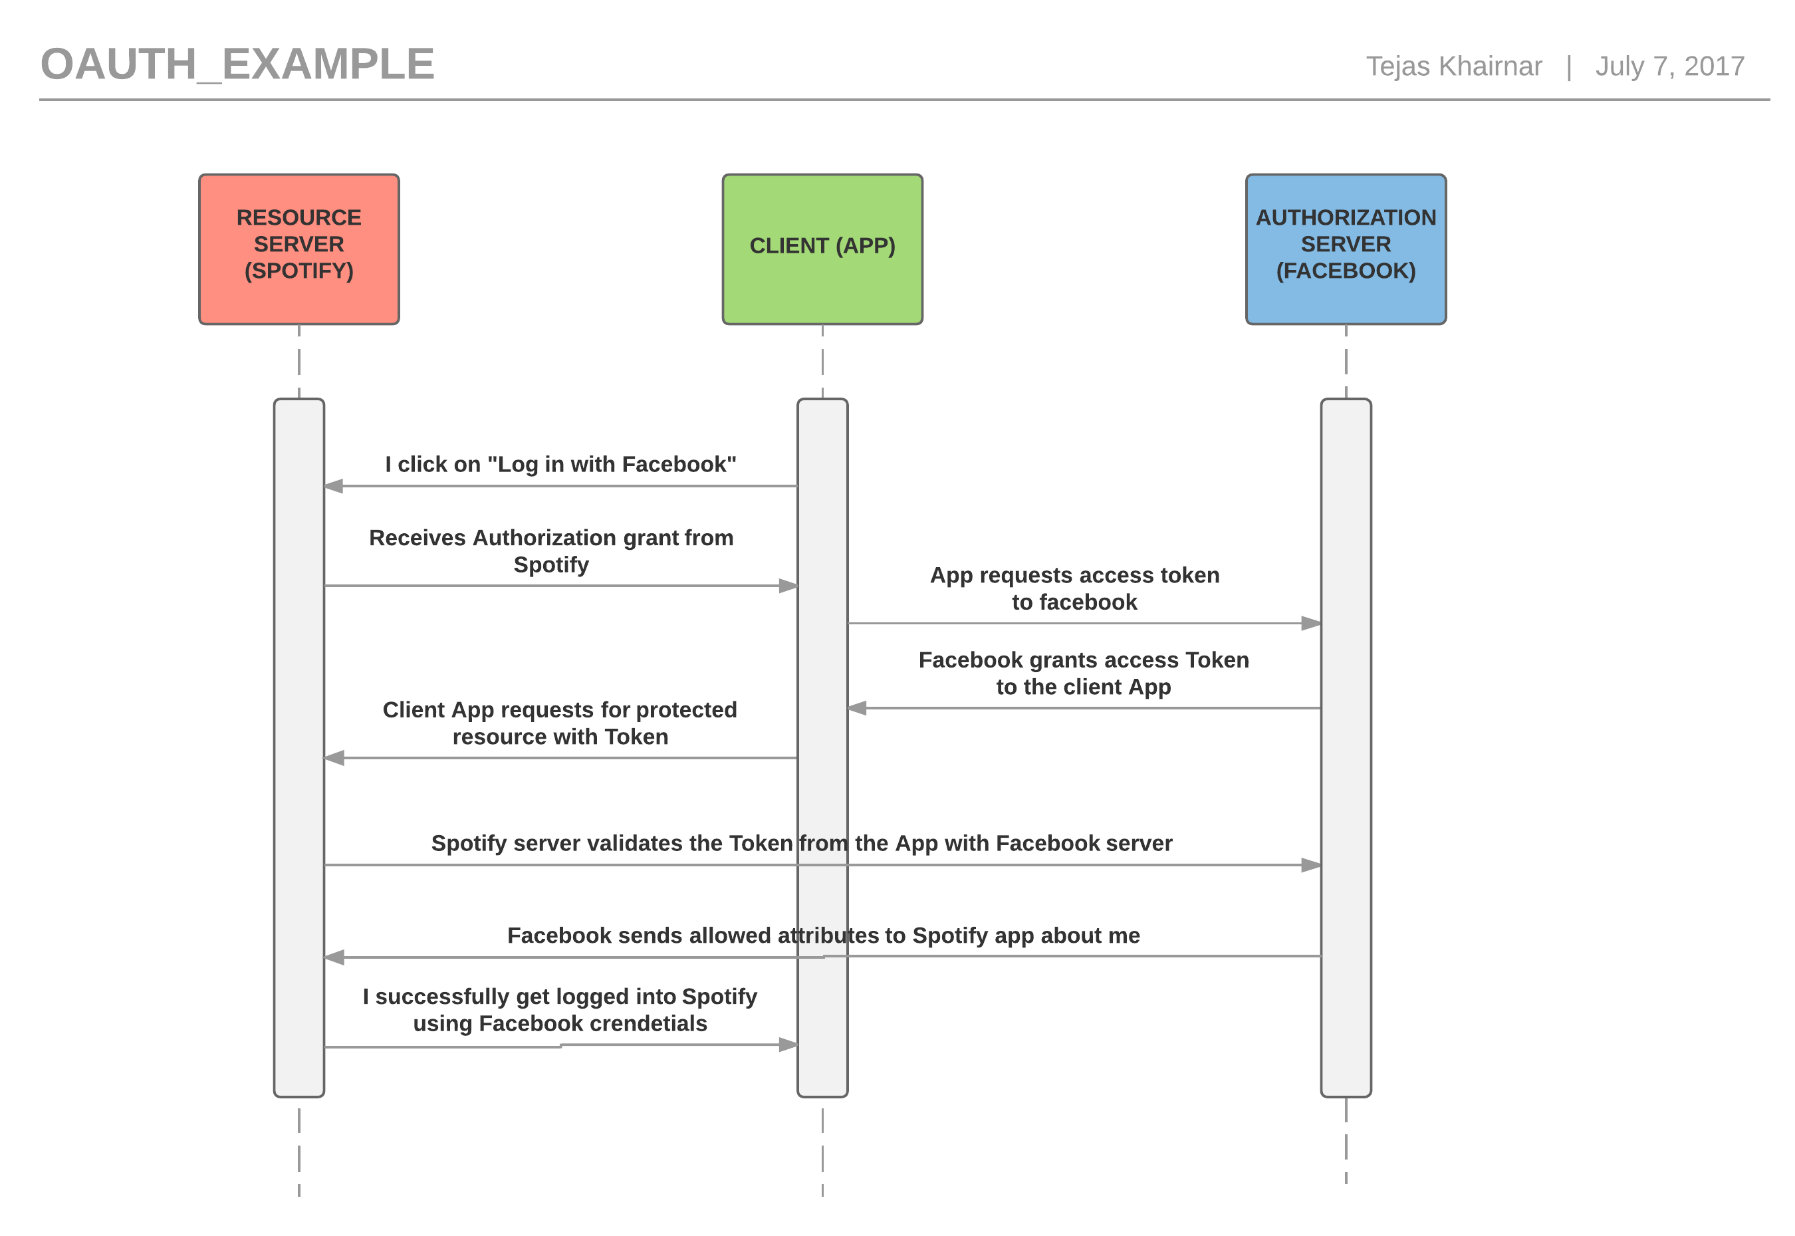 OAUTH_EXAMPLE
Tejas Khairnar | July 7, 2017
RESOURCE
SERVER
(SPOTIFY)
CLIENT (APP)
AUTHORIZATION
SERVER
(FACEBOOK)
I click on "Log in with Facebook"
Receives Authorization grant from
Spotify
App requests access token
to facebook
Facebook grants access Token
to the client App
Client App requests for protected
resource with Token
Spotify server validates the Token from the App with Facebook server
Facebook sends allowed attributes to Spotify app about me
I successfully get logged into Spotify
using Facebook crendetials